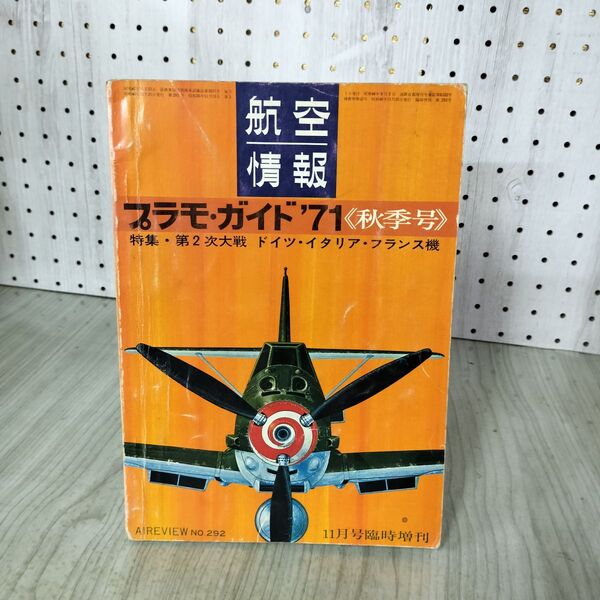 航空
情報
プラモ・ガイド'71《秋季号》
特集・第2次大戦 ドイツ・イタリア・フランス機
AIREVIEW NO.292
11月号臨時増刊